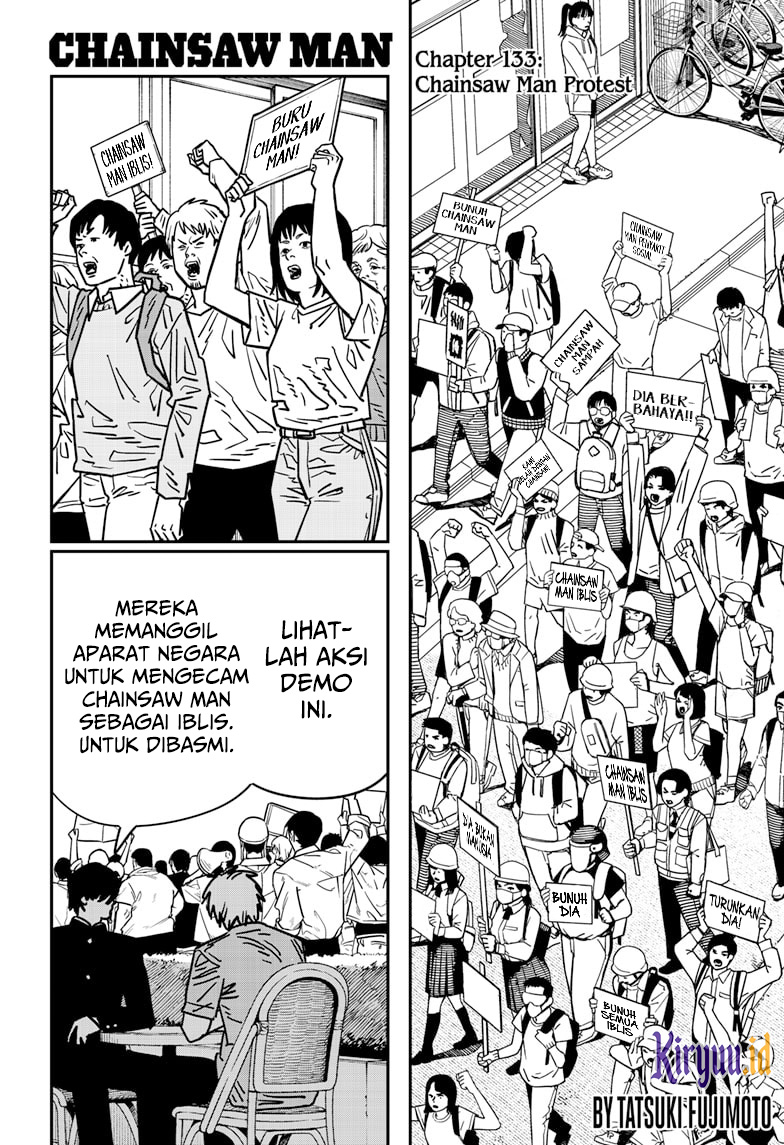 CHAINSAW MAN
Chapter 133:
Chainsaw Man Protest
BUNUH
CHAINSAW
MAN
CHAINSAW
MAN PENYAKIT
SOSIAL!
CHAINSAW
MAN
SAMPAH
DIA BER-
BAHAYA!!
CHAINSAW
MAN IBLIS
CHAINSAW
MAN IBLIS
DIA BUKAN
MANUSIA
BUNUH
DIA
TURUNKAN
DIA!
BUNUH
SEMUA
IBLIS
CHAINSAW
MAN IBLIS!
BURU
CHAINSAW
MAN!
LIHAT-
LAH AKSI
DEMO
INI.
MEREKA
MEMANGGIL
APARAT NEGARA
UNTUK MENGECAM
CHAINSAW MAN
SEBAGAI IBLIS.
UNTUK DIBASMI.
Kiryuu.id
BY TATSUKI FUJIMOTO